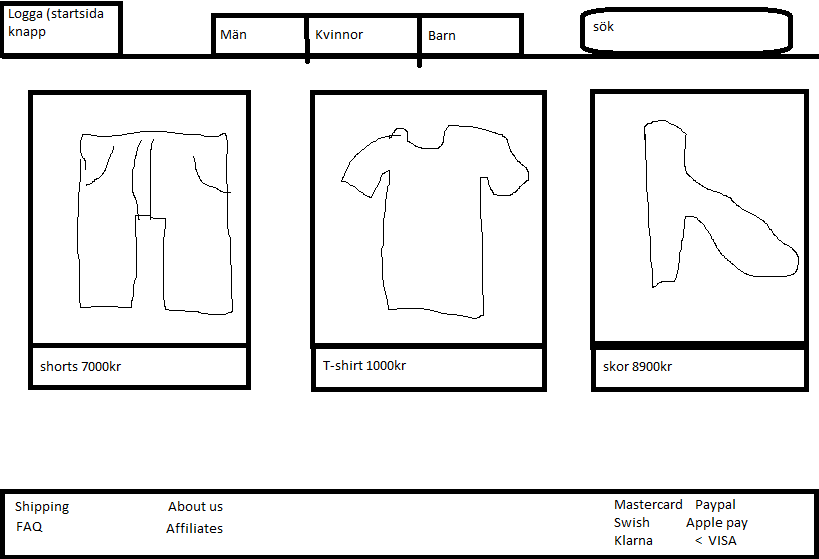 Logga (startsida
knapp
Män
Kvinnor
Barn
sök
shorts 7000kr
T-shirt 1000kr
skor 8900kr
Shipping
FAQ
About us
Affiliates
Mastercard Paypal
Swish Apple pay
Klarna < VISA